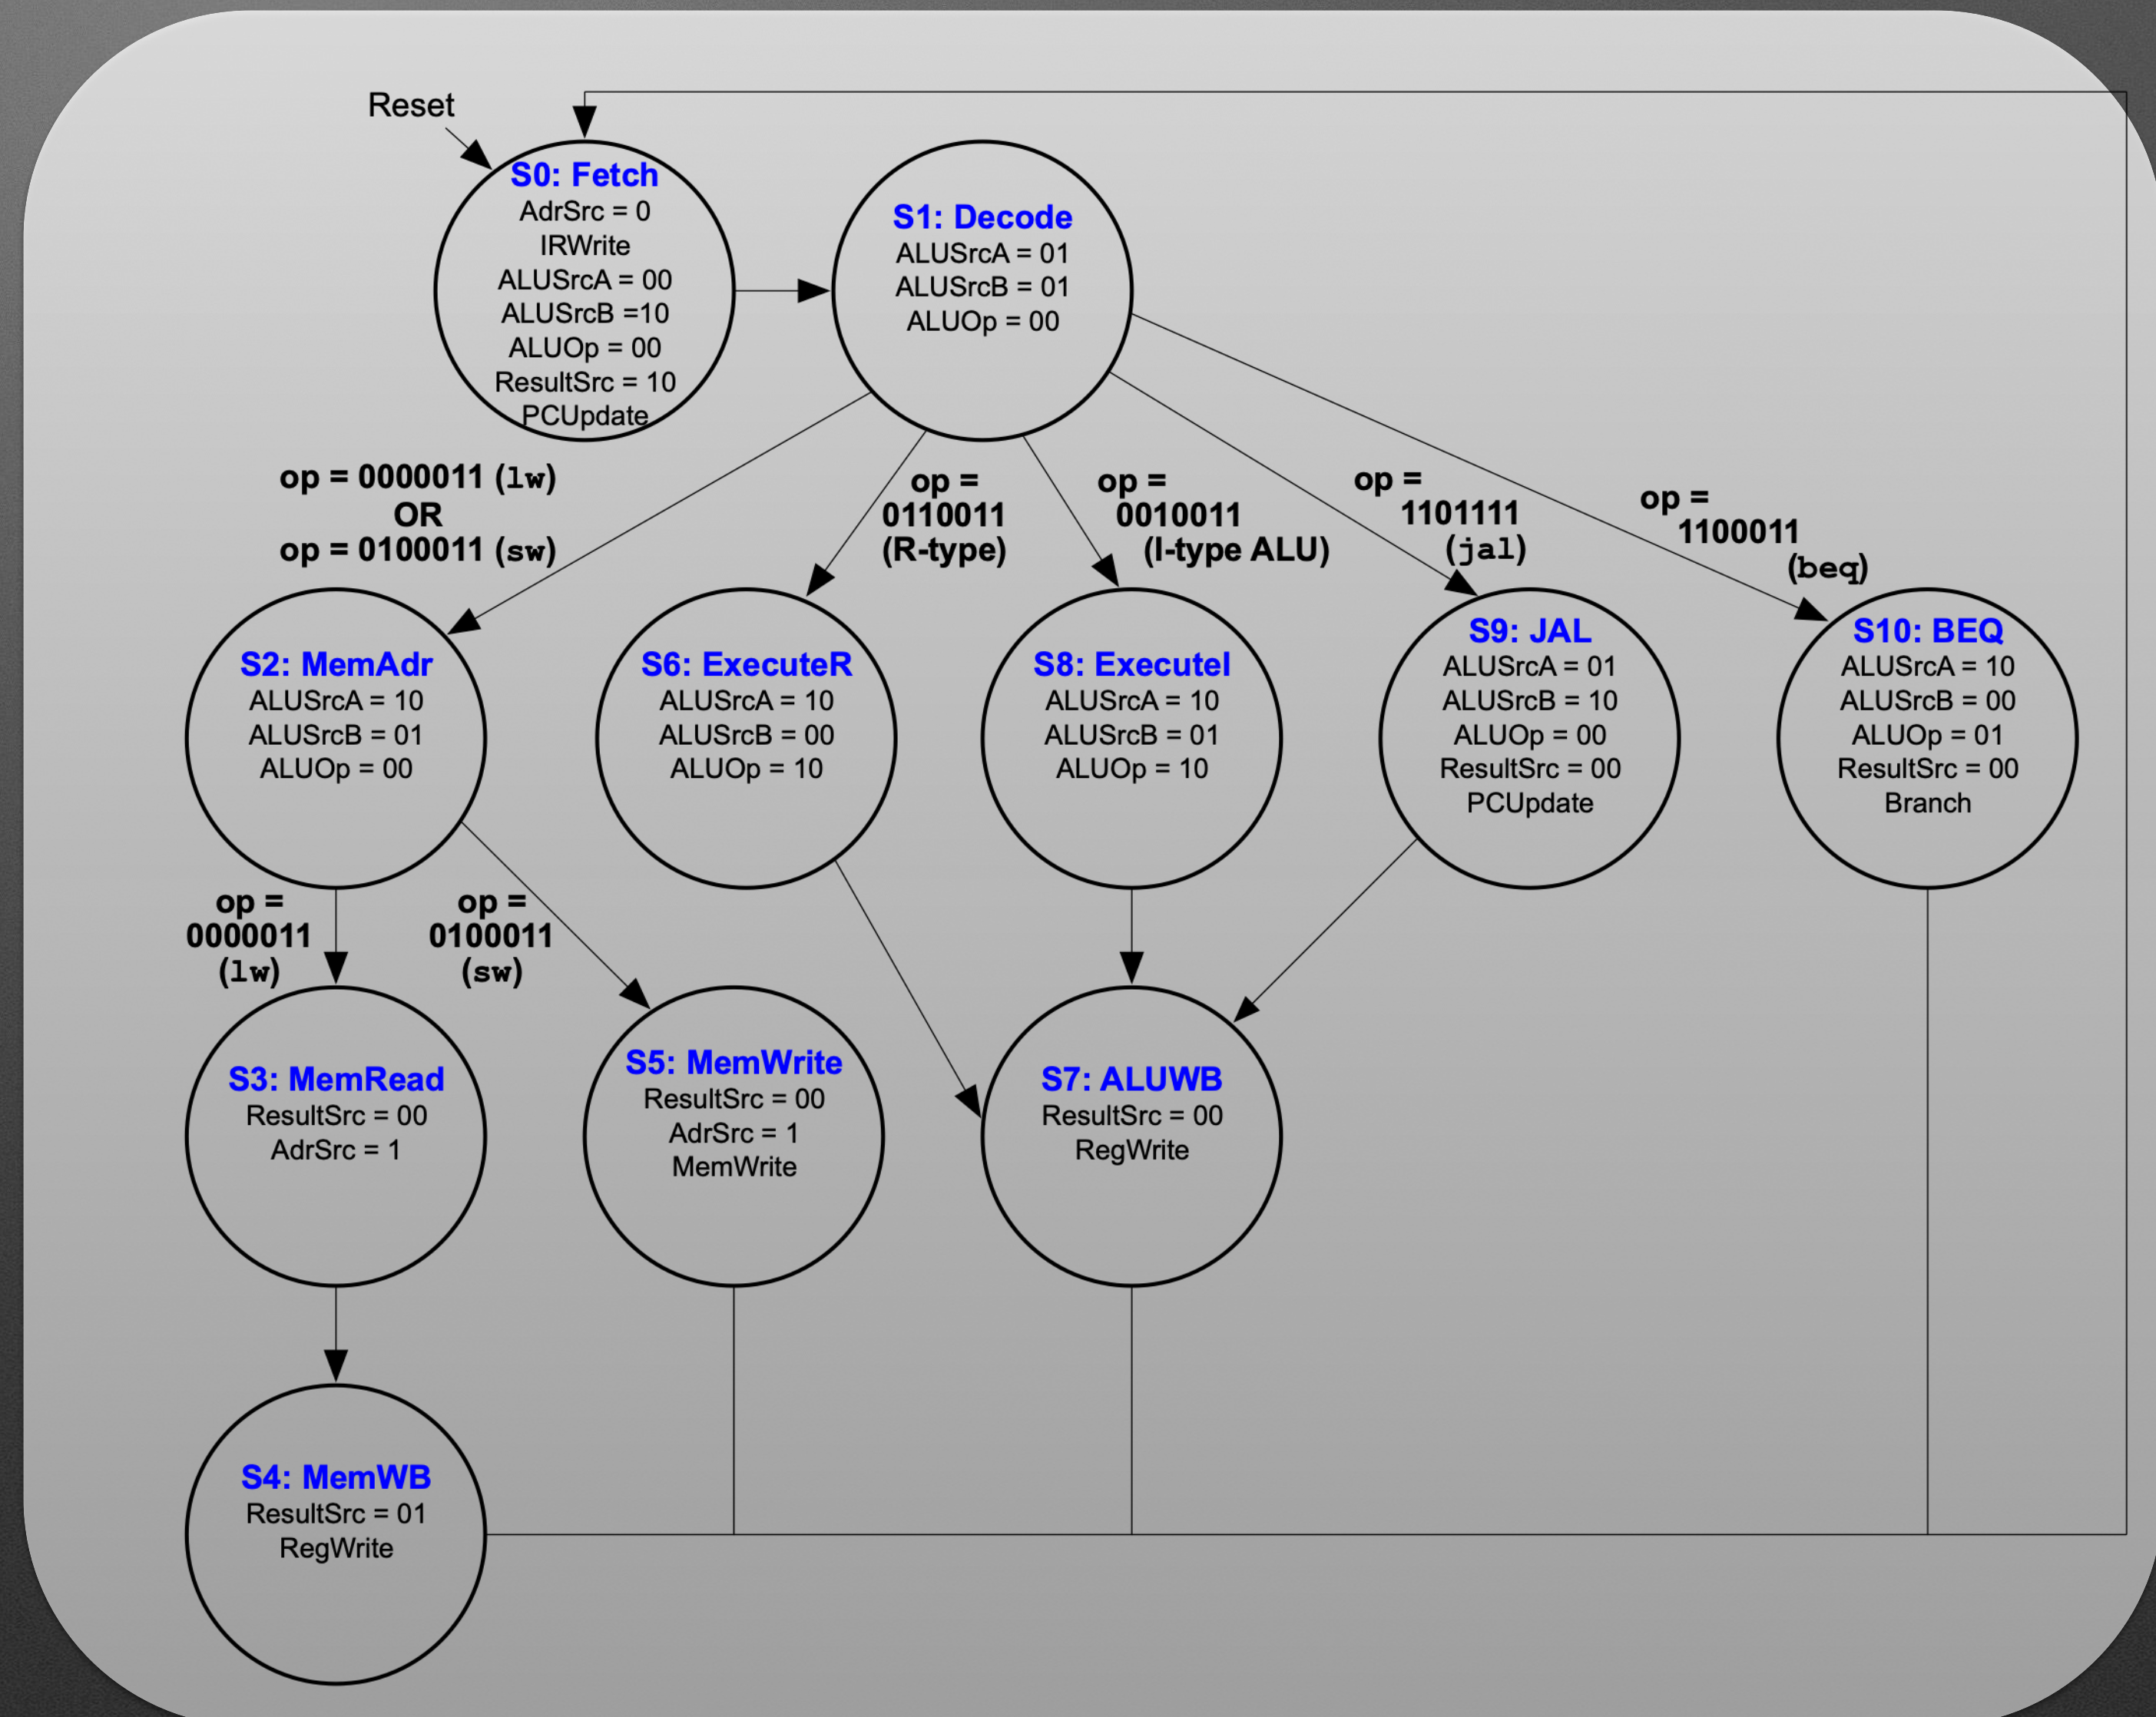 Reset
S0: Fetch
AdrSrc = 0
IRWrite
ALUSrcA = 00
ALUSrcB =10
ALUOp = 00
ResultSrc = 10
PCUpdate
S1: Decode
ALUSrcA = 01
ALUSrcB = 01
ALUOp = 00
op = 0000011 (lw)
OR
op = 0100011 (sw)
op =
0110011
(R-type)
op =
0010011
(I-type ALU)
op =
1101111
(jal)
op =
1100011
(beq)
S2: MemAdr
ALUSrcA = 10
ALUSrcB = 01
ALUOp = 00
S6: ExecuteR
ALUSrcA = 10
ALUSrcB = 00
ALUOp = 10
S8: ExecuteI
ALUSrcA = 10
ALUSrcB = 01
ALUOp = 10
S9: JAL
ALUSrcA = 01
ALUSrcB = 10
ALUOp = 00
ResultSrc = 00
PCUpdate
S10: BEQ
ALUSrcA = 10
ALUSrcB = 00
ALUOp = 01
ResultSrc = 00
Branch
op =
0000011
(lw)
op =
0100011
(sw)
S3: MemRead
ResultSrc = 00
AdrSrc = 1
S5: MemWrite
ResultSrc = 00
AdrSrc = 1
MemWrite
S7: ALUWB
ResultSrc = 00
RegWrite
S4: MemWB
ResultSrc = 01
RegWrite